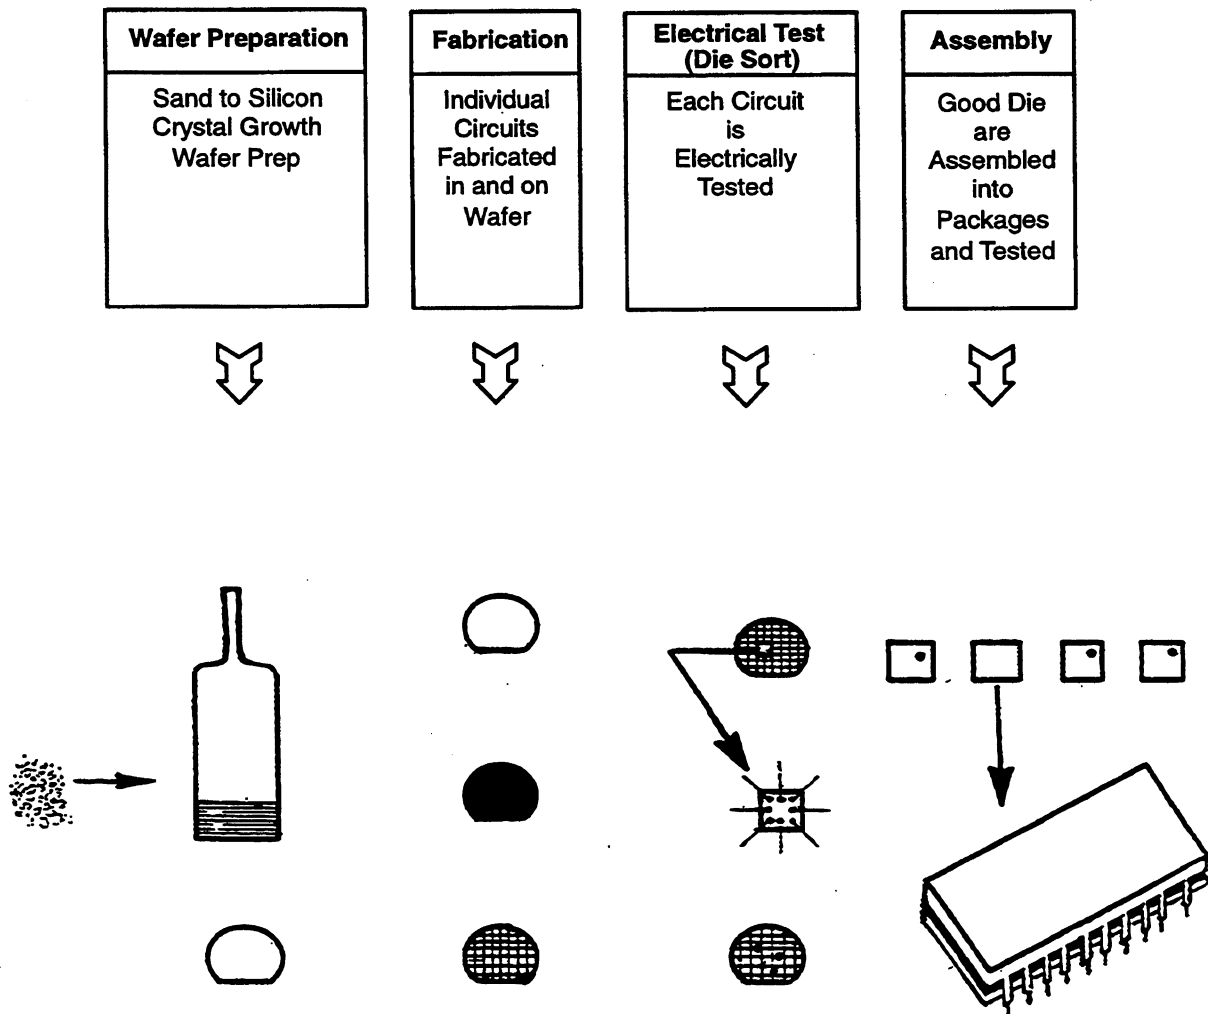 Wafer Preparation
Sand to Silicon
Crystal Growth
Wafer Prep
Fabrication
Individual
Circuits
Fabricated
in and on
Wafer
Electrical Test
(Die Sort)
Each Circuit
is
Electrically
Tested
Assembly
Good Die
are
Assembled
into
Packages
and Tested